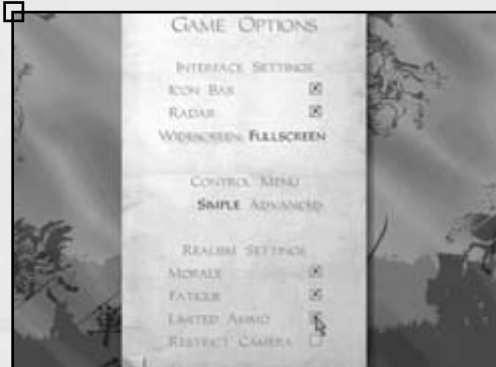 GAME OPTIONS
INTERFACE SETTINGS
ICON BAR
RADAR
WIDESCREEN FULLSCREEN
CONTROL MENU
SIMPLE ADVANCED
REALISM SETTINGS
MORALE
FATIGUE
LIMITED AMMO
RESTRICT CAMERA